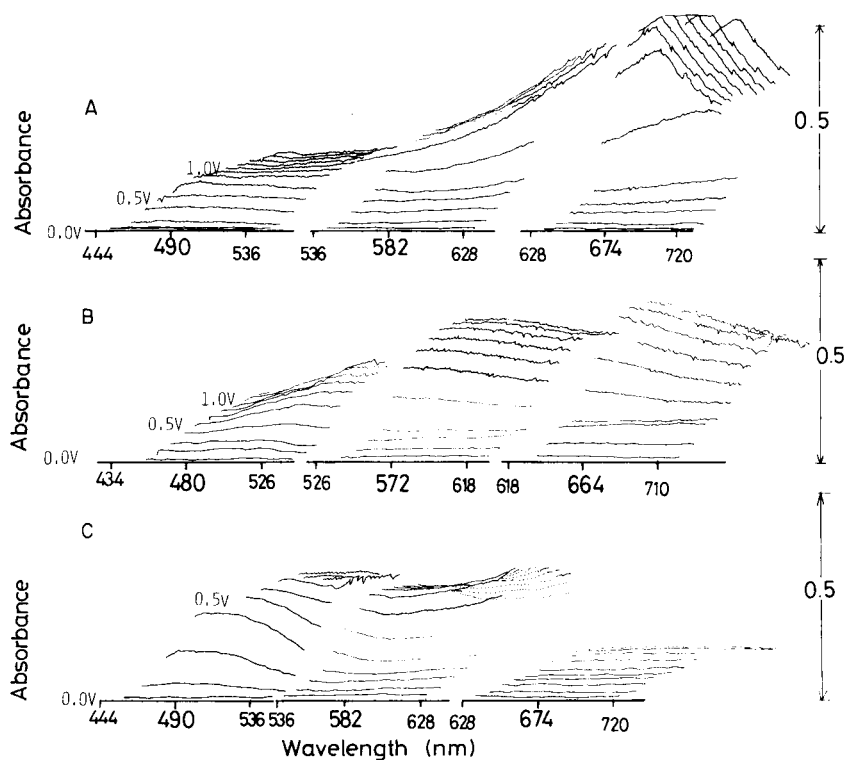 A
Absorbance
1.0V
0.5V
0.0V
0.5
444 490 536 536 582 628 628 674 720
B
Absorbance
1.0V
0.5V
0.0V
0.5
434 480 526 526 572 618 618 664 710
C
Absorbance
0.5V
0.0V
0.5
444 490 536 536 582 628 628 674 720
Wavelength (nm)